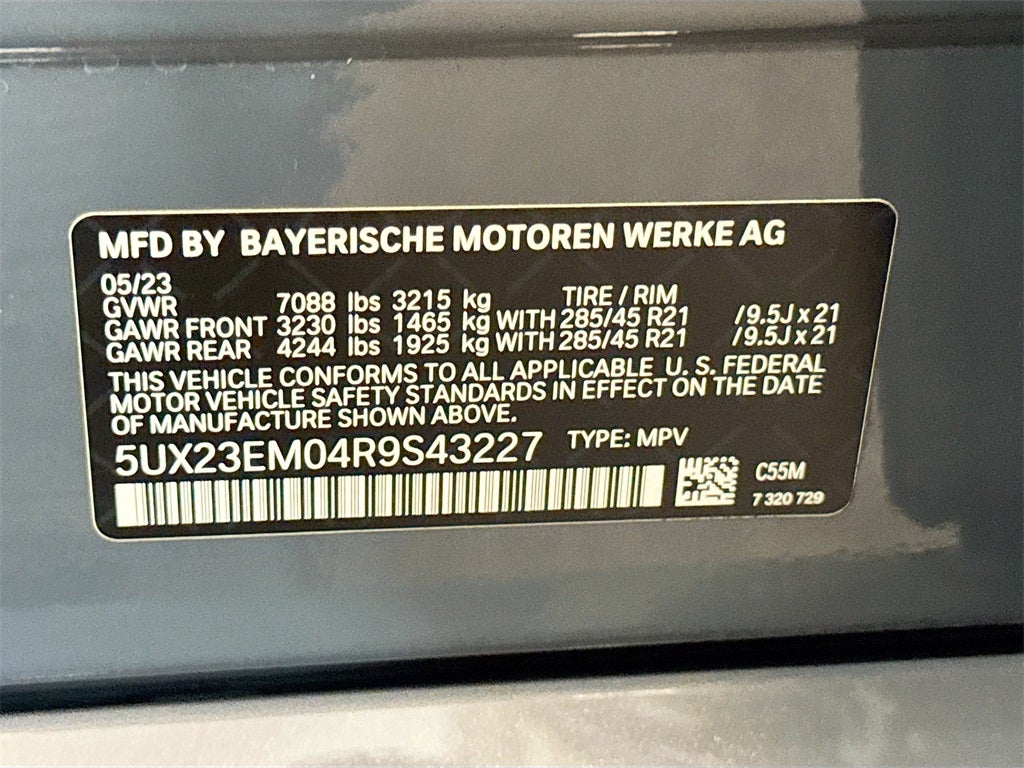 MFD BY BAYERISCHE MOTOREN WERKE AG
05/23
GVWR 7088 lbs 3215 kg TIRE / RIM
GAWR FRONT 3230 lbs 1465 kg WITH 285/45 R21 /9.5J x 21
GAWR REAR 4244 lbs 1925 kg WITH 285/45 R21 /9.5J x 21
THIS VEHICLE CONFORMS TO ALL APPLICABLE U. S. FEDERAL
MOTOR VEHICLE SAFETY STANDARDS IN EFFECT ON THE DATE
OF MANUFACTURE SHOWN ABOVE.
5UX23EM04R9S43227 TYPE: MPV
C55M
7 320 729